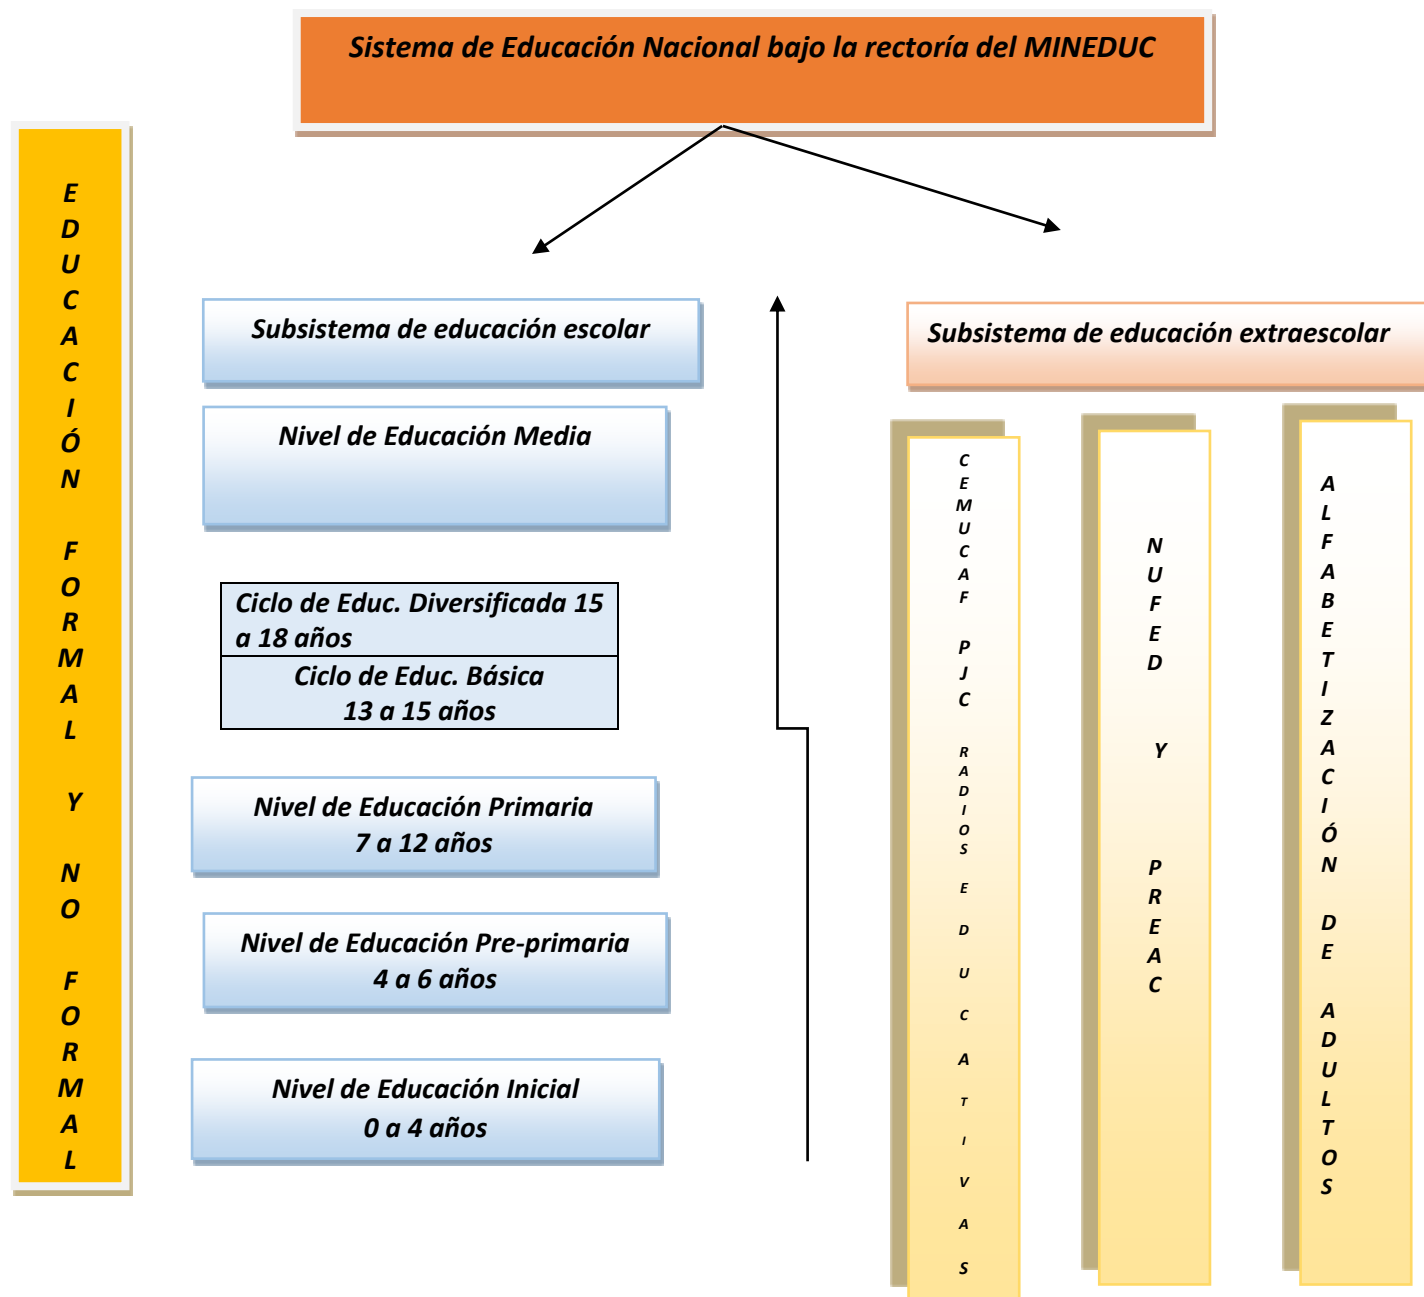 Sistema de Educación Nacional bajo la rectoría del MINEDUC
EDUCACIÓN FORMAL Y NO FORMAL
Subsistema de educación escolar
Nivel de Educación Media
Ciclo de Educ. Diversificada 15
a 18 años
Ciclo de Educ. Básica
13 a 15 años
Nivel de Educación Primaria
7 a 12 años
Nivel de Educación Pre-primaria
4 a 6 años
Nivel de Educación Inicial
0 a 4 años
Subsistema de educación extraescolar
CEMUCAF PJC RADIOS EDUCATIVAS
NUFED Y PREAC
ALFABETIZACIÓN DE ADULTOS